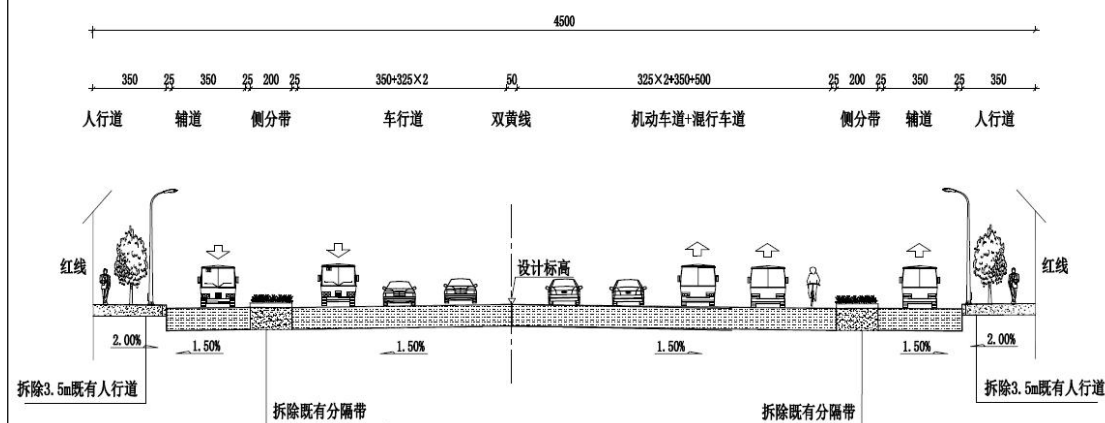 4500
350 25 350 25 200 25 350+325×2 50 325×2+350+500 25 200 25 350 25 350
人行道 辅道 侧分带 车行道 双黄线 机动车道+混行车道 侧分带 辅道 人行道
红线 设计标高 红线
2.00% 1.50% 1.50% 1.50% 1.50% 2.00%
拆除3.5m既有人行道 拆除3.5m既有人行道
拆除既有分隔带 拆除既有分隔带